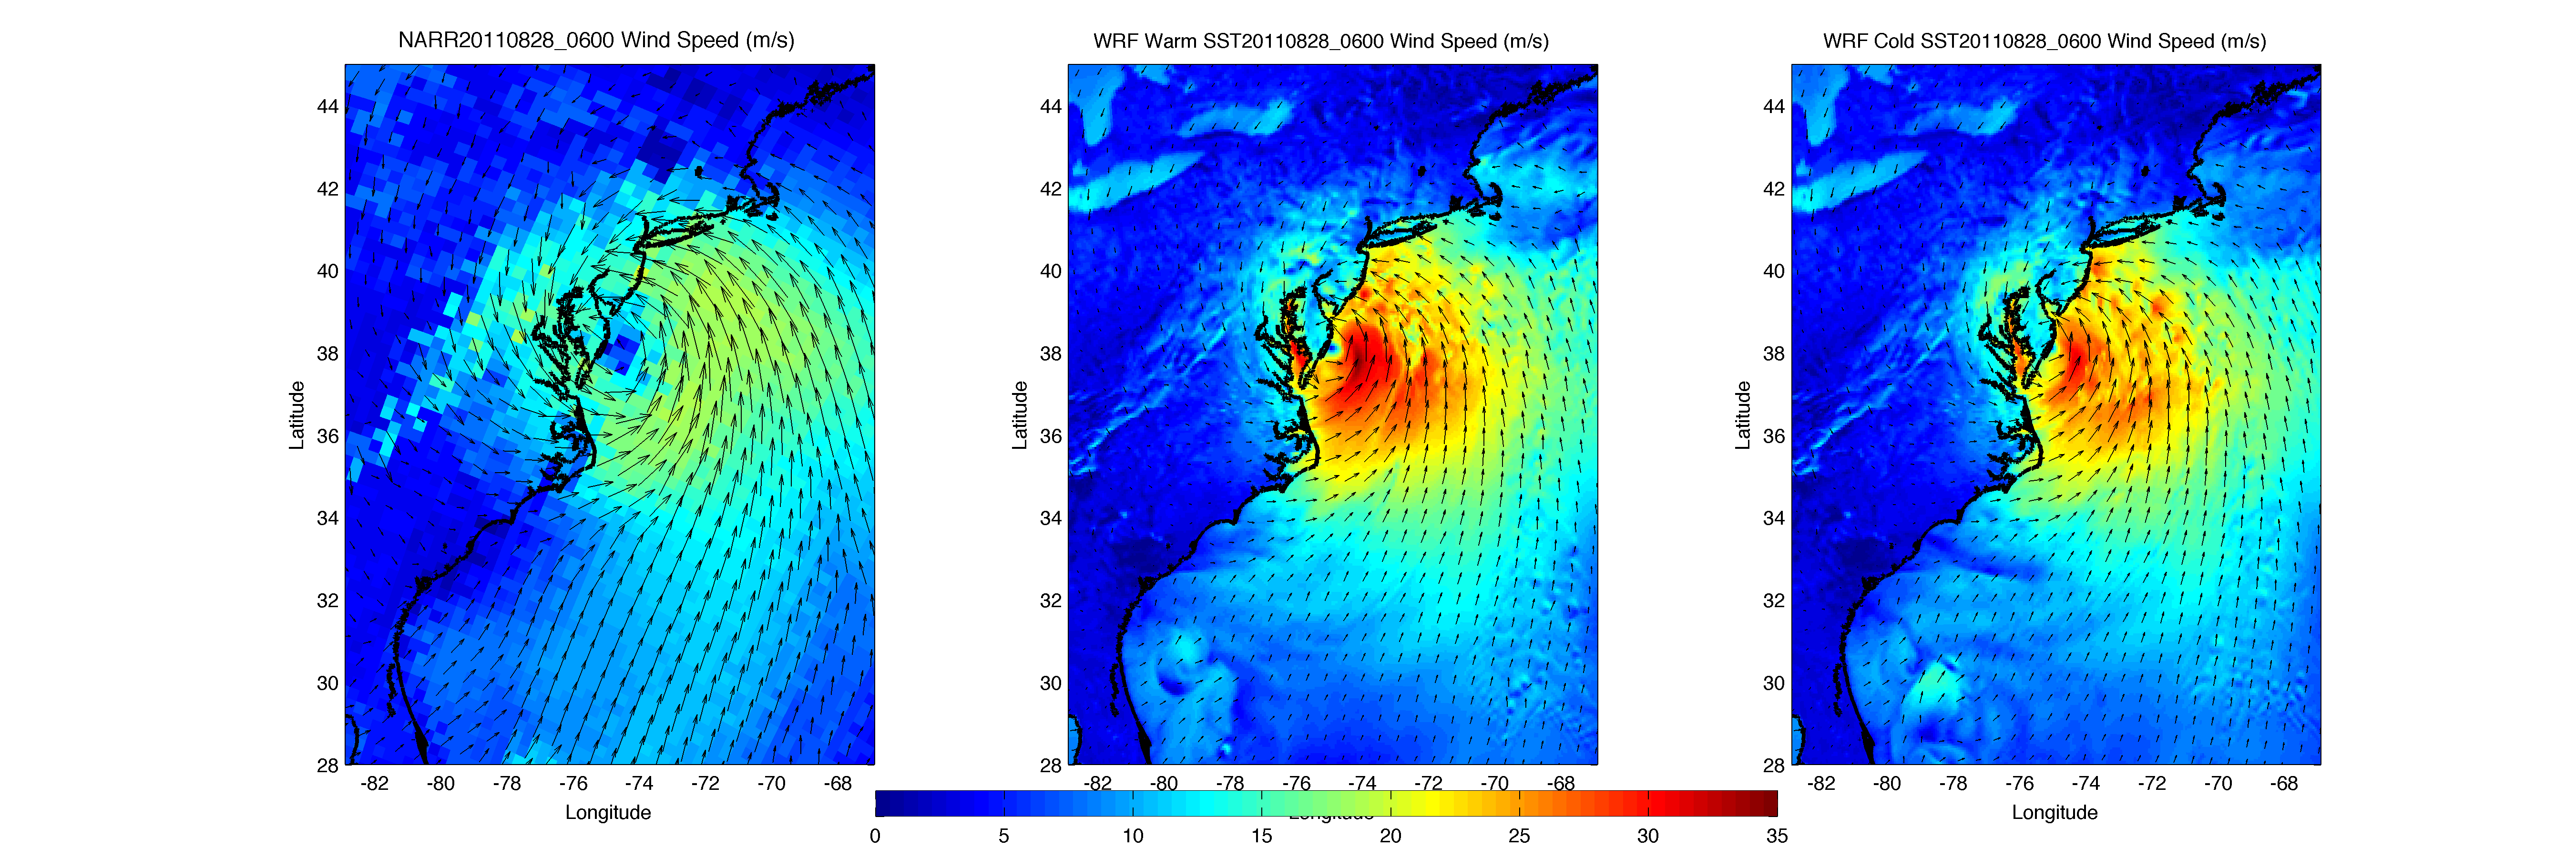 NARR20110828_0600 Wind Speed (m/s)
WRF Warm SST20110828_0600 Wind Speed (m/s)
WRF Cold SST20110828_0600 Wind Speed (m/s)
44
42
40
38
36
34
32
30
28
Latitude
-82 -80 -78 -76 -74 -72 -70 -68
Longitude
44
42
40
38
36
34
32
30
28
Latitude
-82 -80 -78 -76 -74 -72 -70 -68
Longitude
44
42
40
38
36
34
32
30
28
Latitude
-82 -80 -78 -76 -74 -72 -70 -68
Longitude
0 5 10 15 20 25 30 35